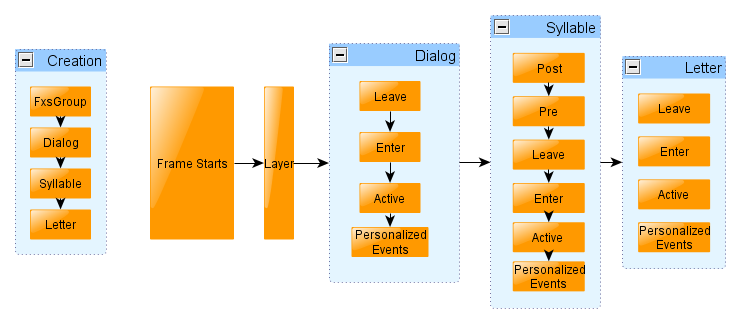 Creation
FxsGroup
Dialog
Syllable
Letter
Frame Starts
Layer
Dialog
Leave
Enter
Active
Personalized
Events
Syllable
Post
Pre
Leave
Enter
Active
Personalized
Events
Letter
Leave
Enter
Active
Personalized
Events